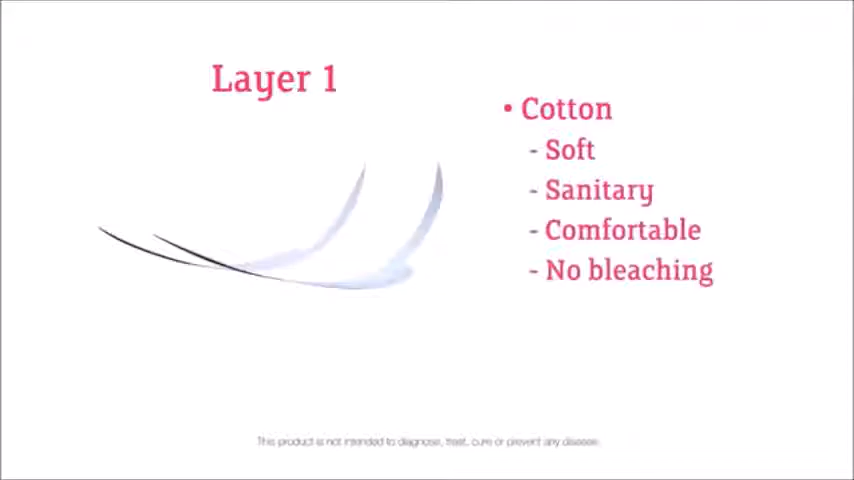 Layer 1
• Cotton
- Soft
- Sanitary
- Comfortable
- No bleaching
This product is not intended to diagnose, treat, cure or prevent any disease.